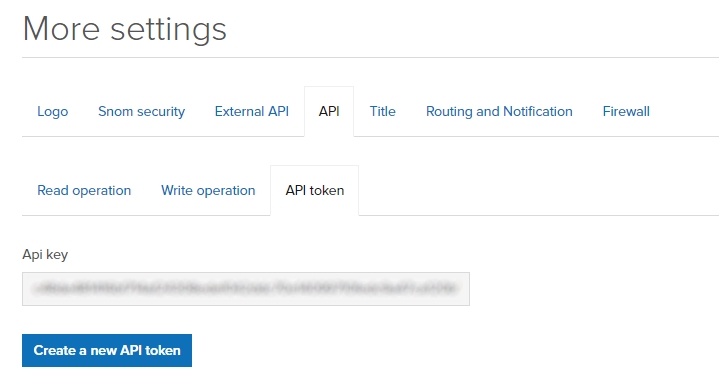 More settings
Logo Snom security External API API Title Routing and Notification Firewall
Read operation Write operation API token
Api key
Create a new API token